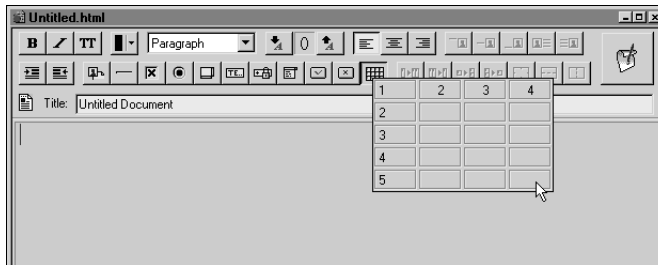 Untitled.html
B I TT Paragraph A 0 A
Title: Untitled Document
1 2 3 4
2
3
4
5